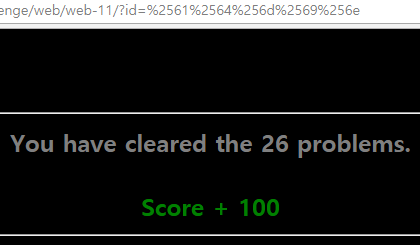 enge/web/web-11/?id=%2561%2564%256d%2569%256e
You have cleared the 26 problems.
Score + 100